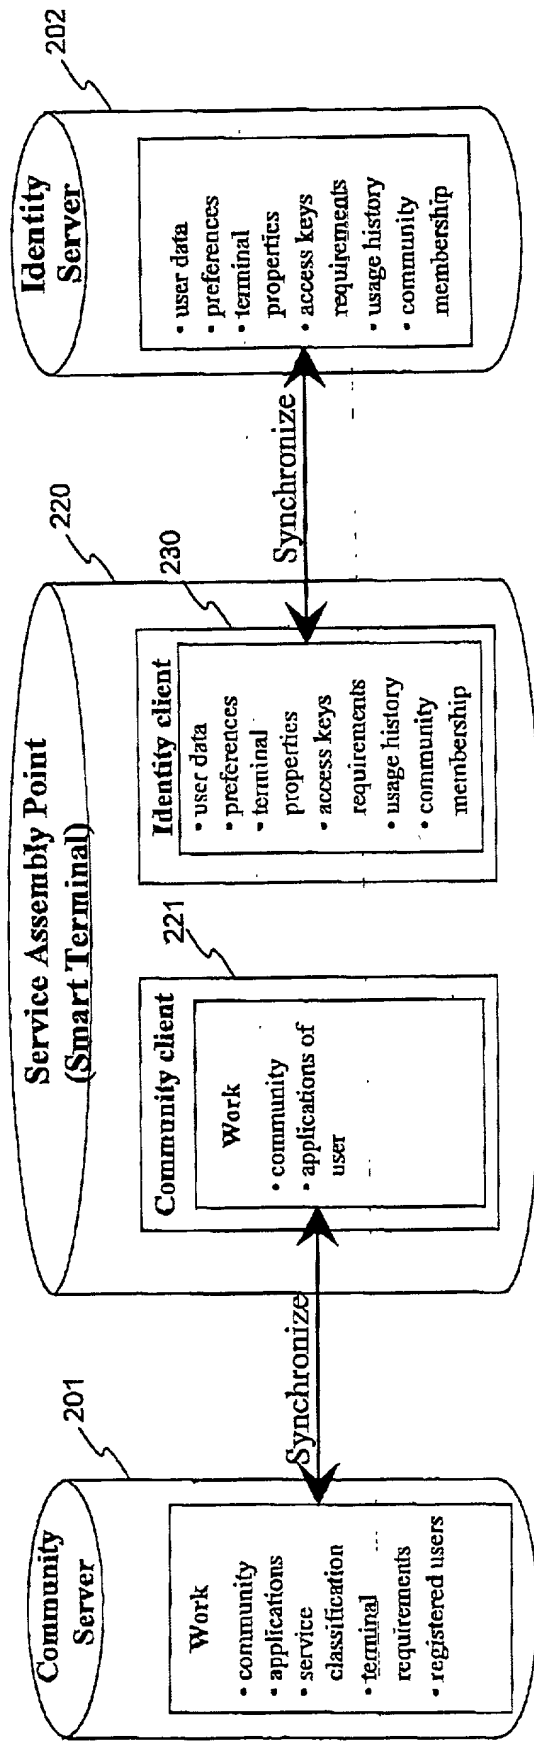 Community
Server
201
Work
• community
• applications
• service
classification
• terminal
requirements
• registered users
Synchronize
Service Assembly Point
(Smart Terminal)
220
Community client
221
Work
• community
• applications of
user
Identity client
230
• user data
• preferences
• terminal
properties
• access keys
requirements
• usage history
• community
membership
Synchronize
Identity
Server
202
• user data
• preferences
• terminal
properties
• access keys
requirements
• usage history
• community
membership